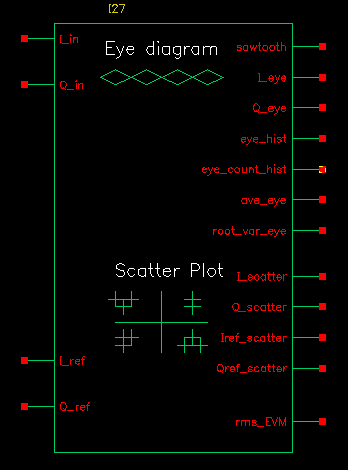 I27
I_in
Eye diagram
sawtooth
Q_in
I_eye
Q_eye
eye_hist
eye_count_hist
ave_eye
root_var_eye
Scatter Plot
I_scatter
Q_scatter
Iref_scatter
I_ref
Qref_scatter
Q_ref
rms_EVM